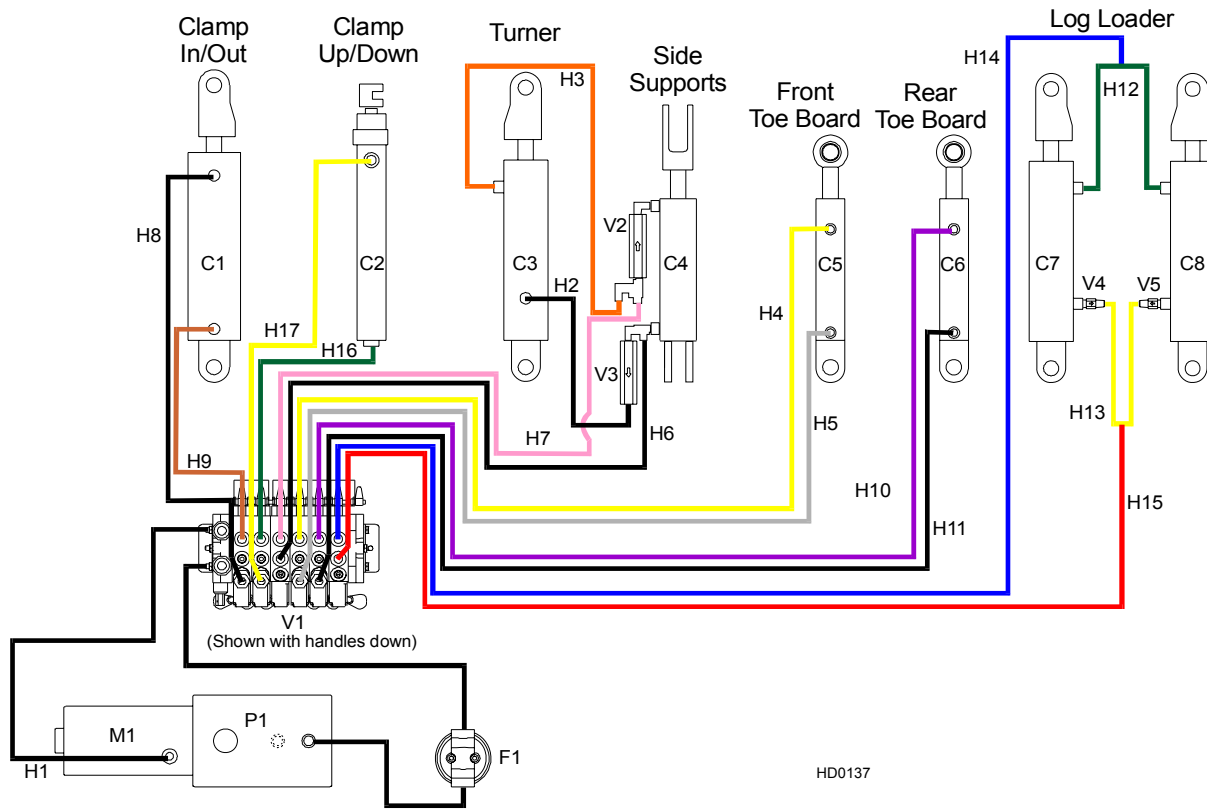 Clamp
In/Out
Clamp
Up/Down
Turner
Side
Supports
Front
Toe Board
Rear
Toe Board
Log Loader
H14
H3
H12
H8
V2
C1
C2
C3
C4
C5
C6
C7
C8
H2
V4
V5
H4
H17
H16
V3
H13
H7
H6
H5
H9
H10
H15
H11
V1
(Shown with handles down)
M1
P1
F1
H1
HD0137